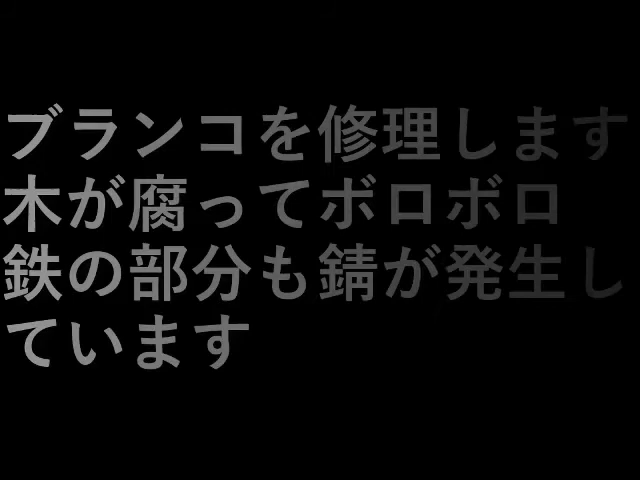 ブランコを修理します
木が腐ってボロボロ
鉄の部分も錆が発生し
ています